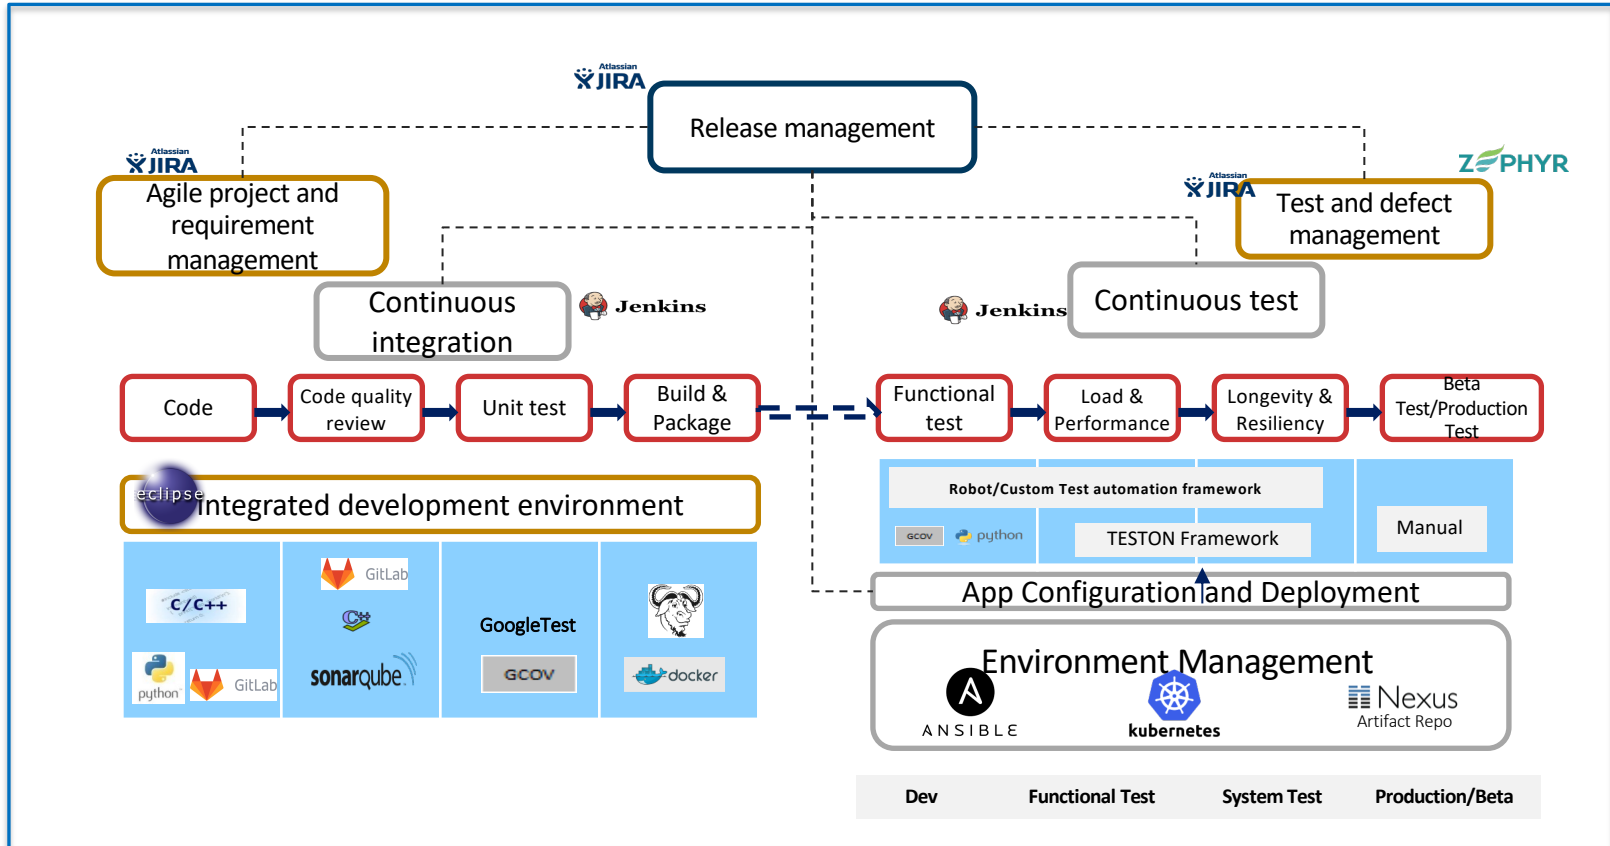 Atlassian
JIRA
Release management
Atlassian
JIRA
Agile project and
requirement
management
ZEPHYR
Atlassian
JIRA
Test and defect
management
Continuous
integration
Jenkins
Jenkins
Continuous test
Code
Code quality
review
Unit test
Build &
Package
Functional
test
Load &
Performance
Longevity &
Resiliency
Beta
Test/Production
Test
eclipse
Integrated development environment
C/C++
python
GitLab
GitLab
C++
sonarqube
GoogleTest
GCOV
docker
Robot/Custom Test automation framework
GCOV
python
TESTON Framework
Manual
App Configuration and Deployment
Environment Management
A
ANSIBLE
kubernetes
Nexus
Artifact Repo
Dev
Functional Test
System Test
Production/Beta